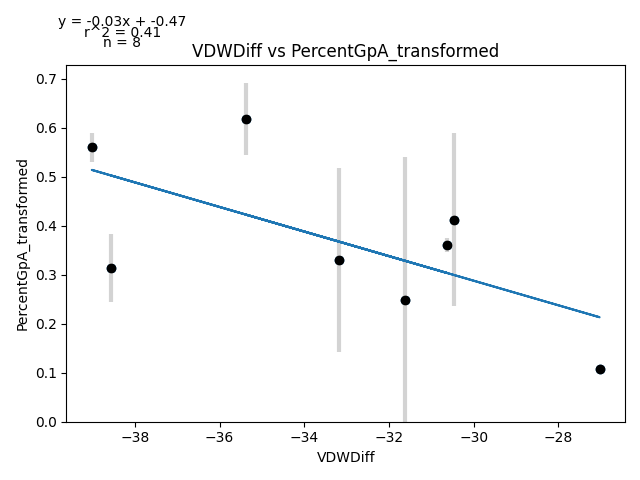 y = -0.03x + -0.47
r^2 = 0.41
n = 8
VDWDiff vs PercentGpA_transformed
0.7
0.6
0.5
0.4
0.3
0.2
0.1
0.0
PercentGpA_transformed
−38
−36
−34
−32
−30
−28
VDWDiff